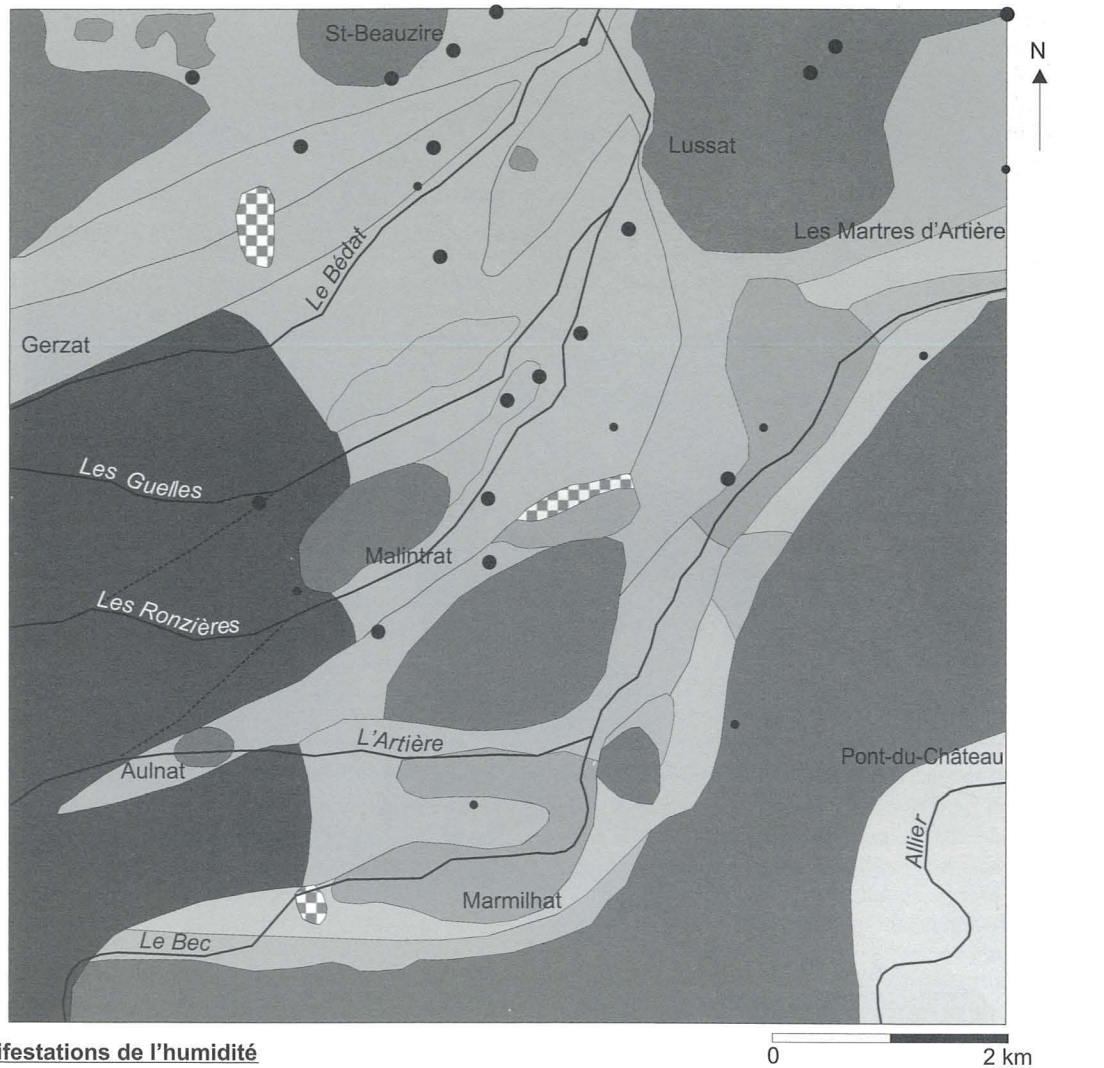 St-Beauzire
N
Lussat
Les Martres d'Artière
Le Bédat
Gerzat
Les Guelles
Malintrat
Les Ronzières
L'Artière
Aulnat
Pont-du-Château
Allier
Marmilhat
Le Bec
ifestations de l'humidité
0
2 km